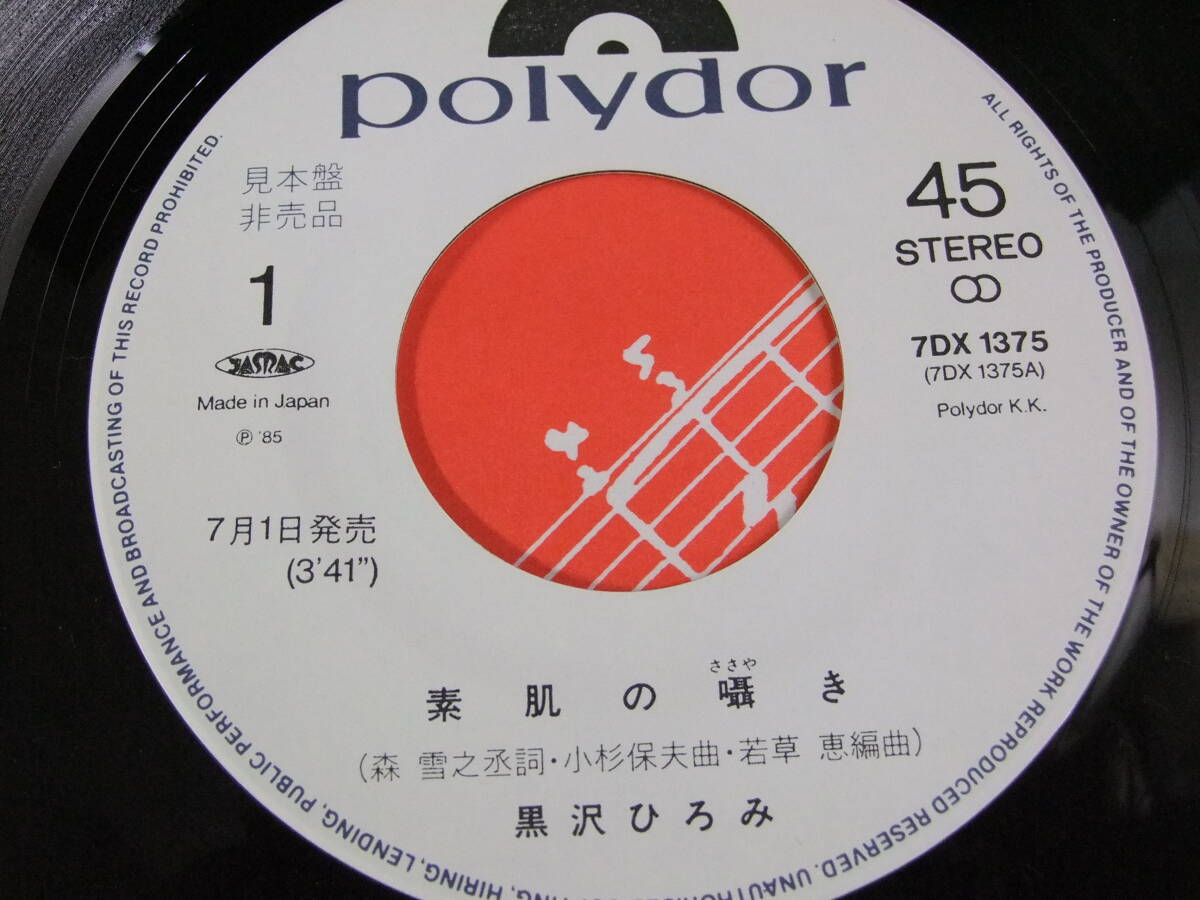 polydor
見本盤
非売品
1
JASRAC
Made in Japan
Ⓟ '85
45
STEREO
7DX 1375
(7DX 1375A)
Polydor K.K.
7月1日発売
(3'41")
ささや
素肌の囁き
(森 雪之丞詞・小杉保夫曲・若草 恵編曲)
黒沢ひろみ
ALL RIGHTS OF THE PRODUCER AND OF THE OWNER OF THE WORK REPRODUCED RESERVED. UNAUTHORISED HIRING, LENDING, PUBLIC PERFORMANCE AND BROADCASTING OF THIS RECORD PROHIBITED.